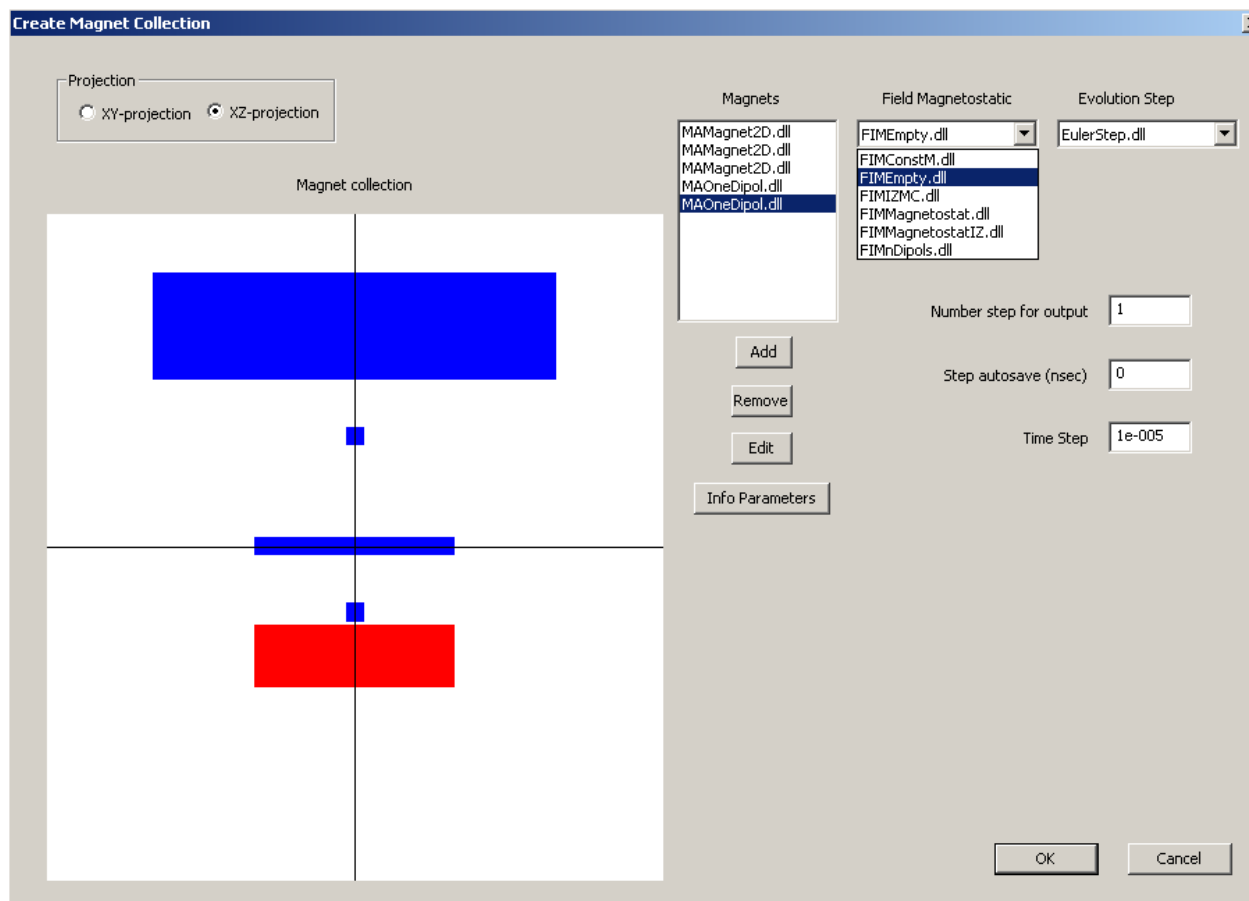 Create Magnet Collection
Projection
XY-projection
XZ-projection
Magnet collection
Magnets
MAMagnet2D.dll
MAMagnet2D.dll
MAMagnet2D.dll
MAOneDipol.dll
MAOneDipol.dll
Add
Remove
Edit
Info Parameters
Field Magnetostatic
FIMEmpty.dll
FIMConstM.dll
FIMEmpty.dll
FIMIZMC.dll
FIMMagnetostat.dll
FIMMagnetostatIZ.dll
FIMnDipols.dll
Evolution Step
EulerStep.dll
Number step for output 1
Step autosave (nsec) 0
Time Step 1e-005
OK
Cancel